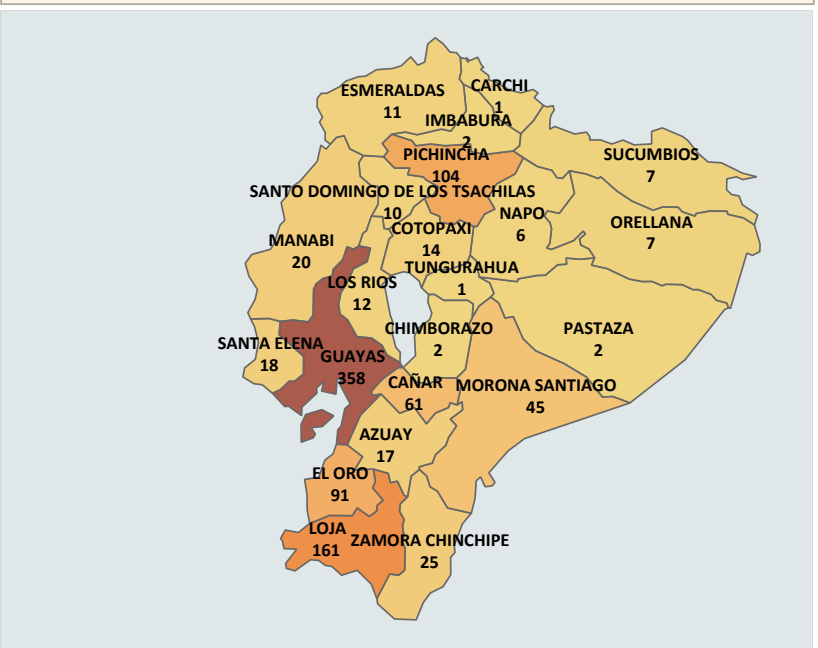 ESMERALDAS
11
CARCHI
1
IMBABURA
2
PICHINCHA
104
SUCUMBIOS
7
SANTO DOMINGO DE LOS TSACHILAS
10
NAPO
6
ORELLANA
7
COTOPAXI
14
MANABI
20
TUNGURAHUA
1
LOS RIOS
12
CHIMBORAZO
2
PASTAZA
2
SANTA ELENA
18
GUAYAS
358
CAÑAR
61
MORONA SANTIAGO
45
AZUAY
17
EL ORO
91
LOJA
161
ZAMORA CHINCHIPE
25